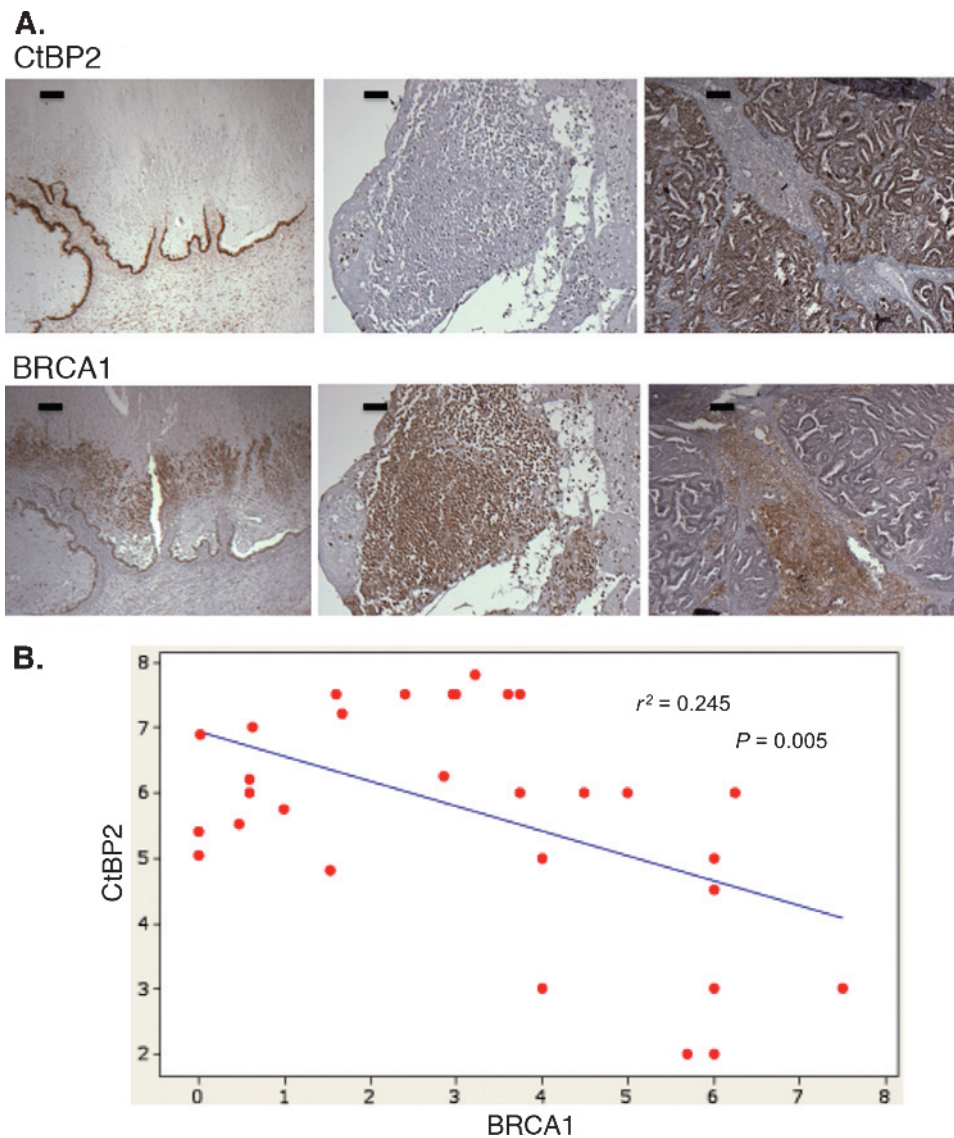 A.
CtBP2
BRCA1
B.
8
7
6
5
4
3
2
CtBP2
r² = 0.245
P = 0.005
0 1 2 3 4 5 6 7 8
BRCA1